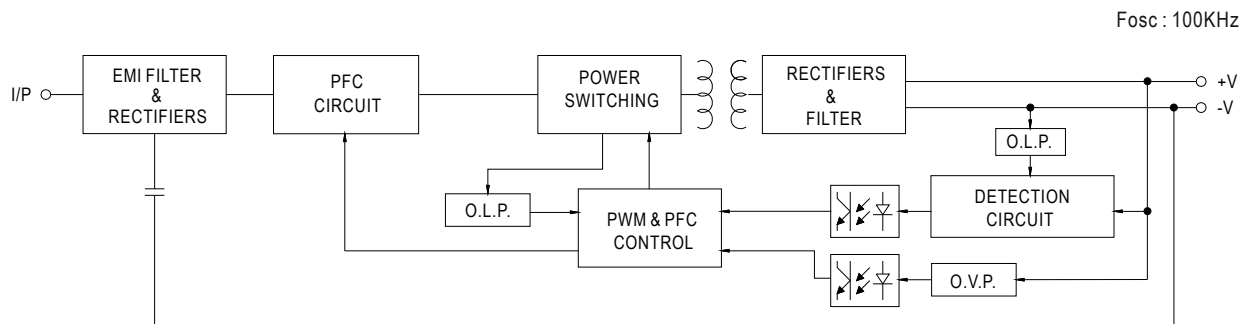 Fosc : 100KHz
I/P
EMI FILTER
&
RECTIFIERS
PFC
CIRCUIT
POWER
SWITCHING
RECTIFIERS
&
FILTER
+V
-V
O.L.P.
O.L.P.
PWM & PFC
CONTROL
DETECTION
CIRCUIT
O.V.P.